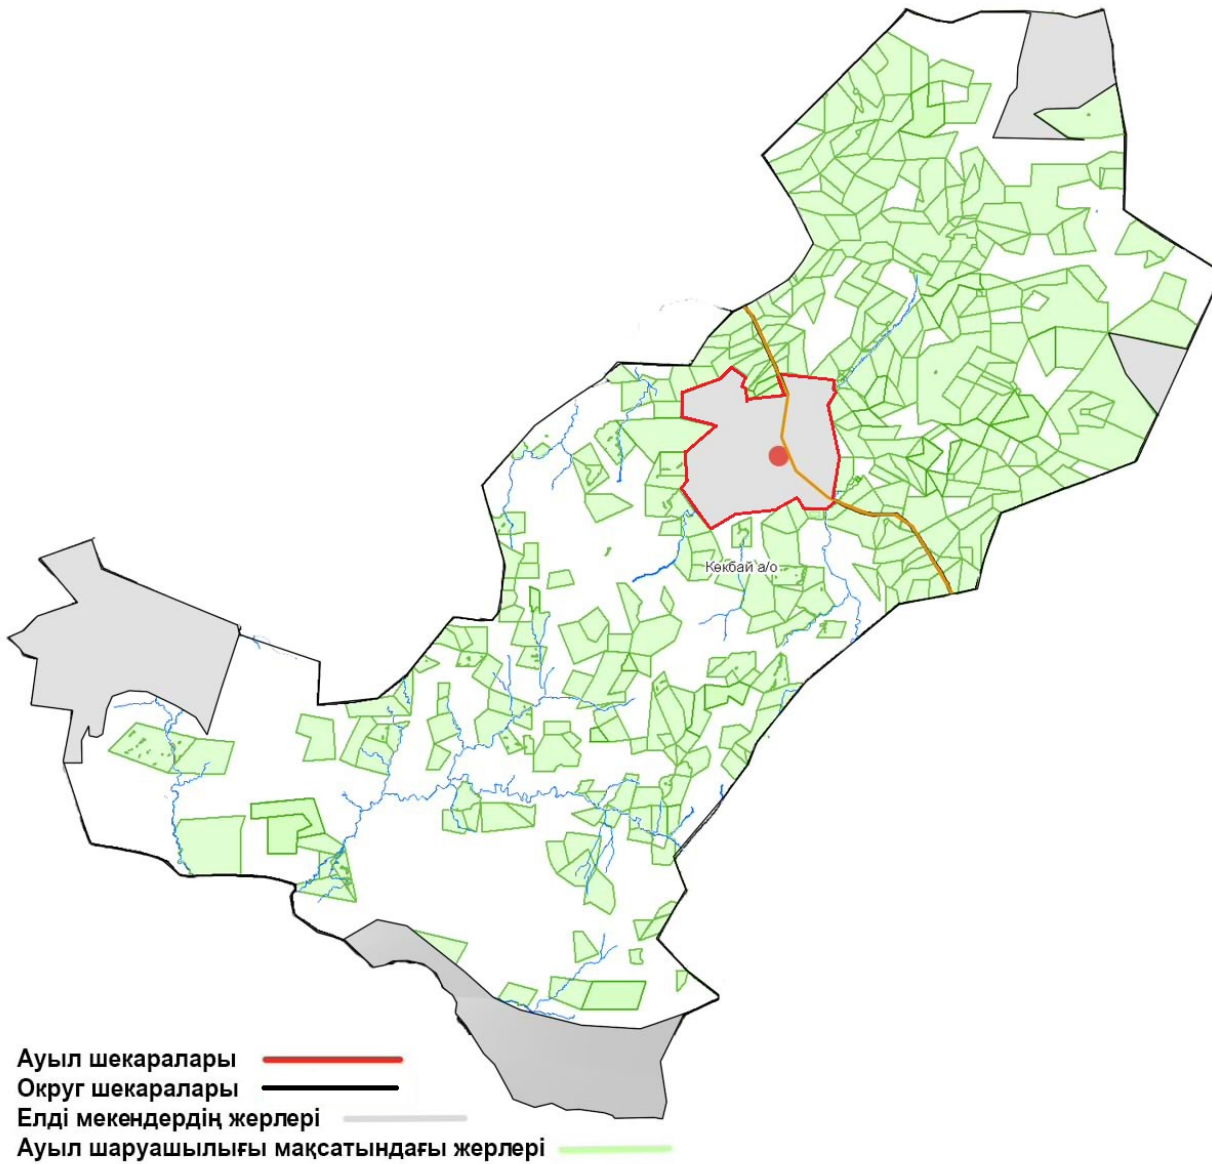 Көкбай а/о
Ауыл шекаралары
Округ шекаралары
Елді мекендердің жерлері
Ауыл шаруашылығы мақсатындағы жерлері